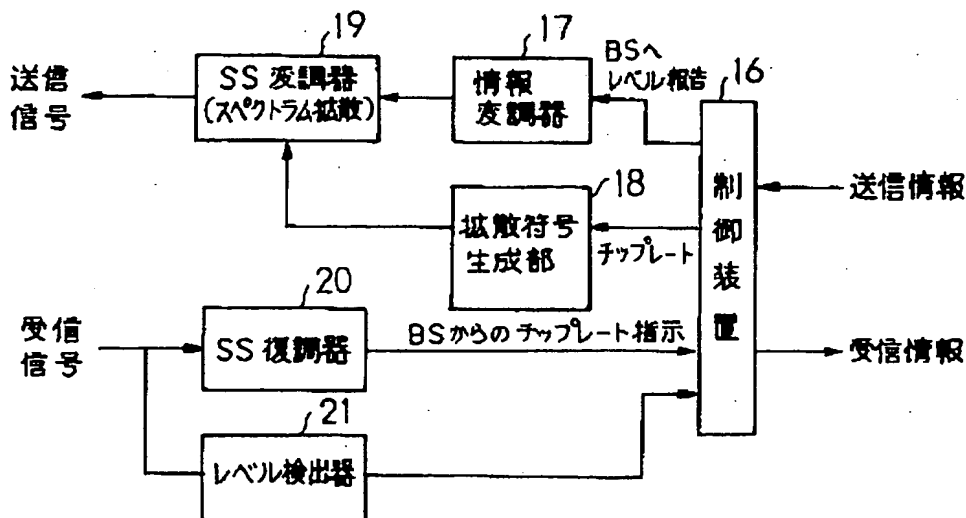 19
17
16
送信
信号
SS 変調器
(スペクトラム拡散)
情報
変調器
BSへ
レベル報告
18
拡散符号
生成部
チップレート
制御装置
送信情報
20
受信
信号
SS 復調器
BSからのチップレート指示
受信情報
21
レベル検出器